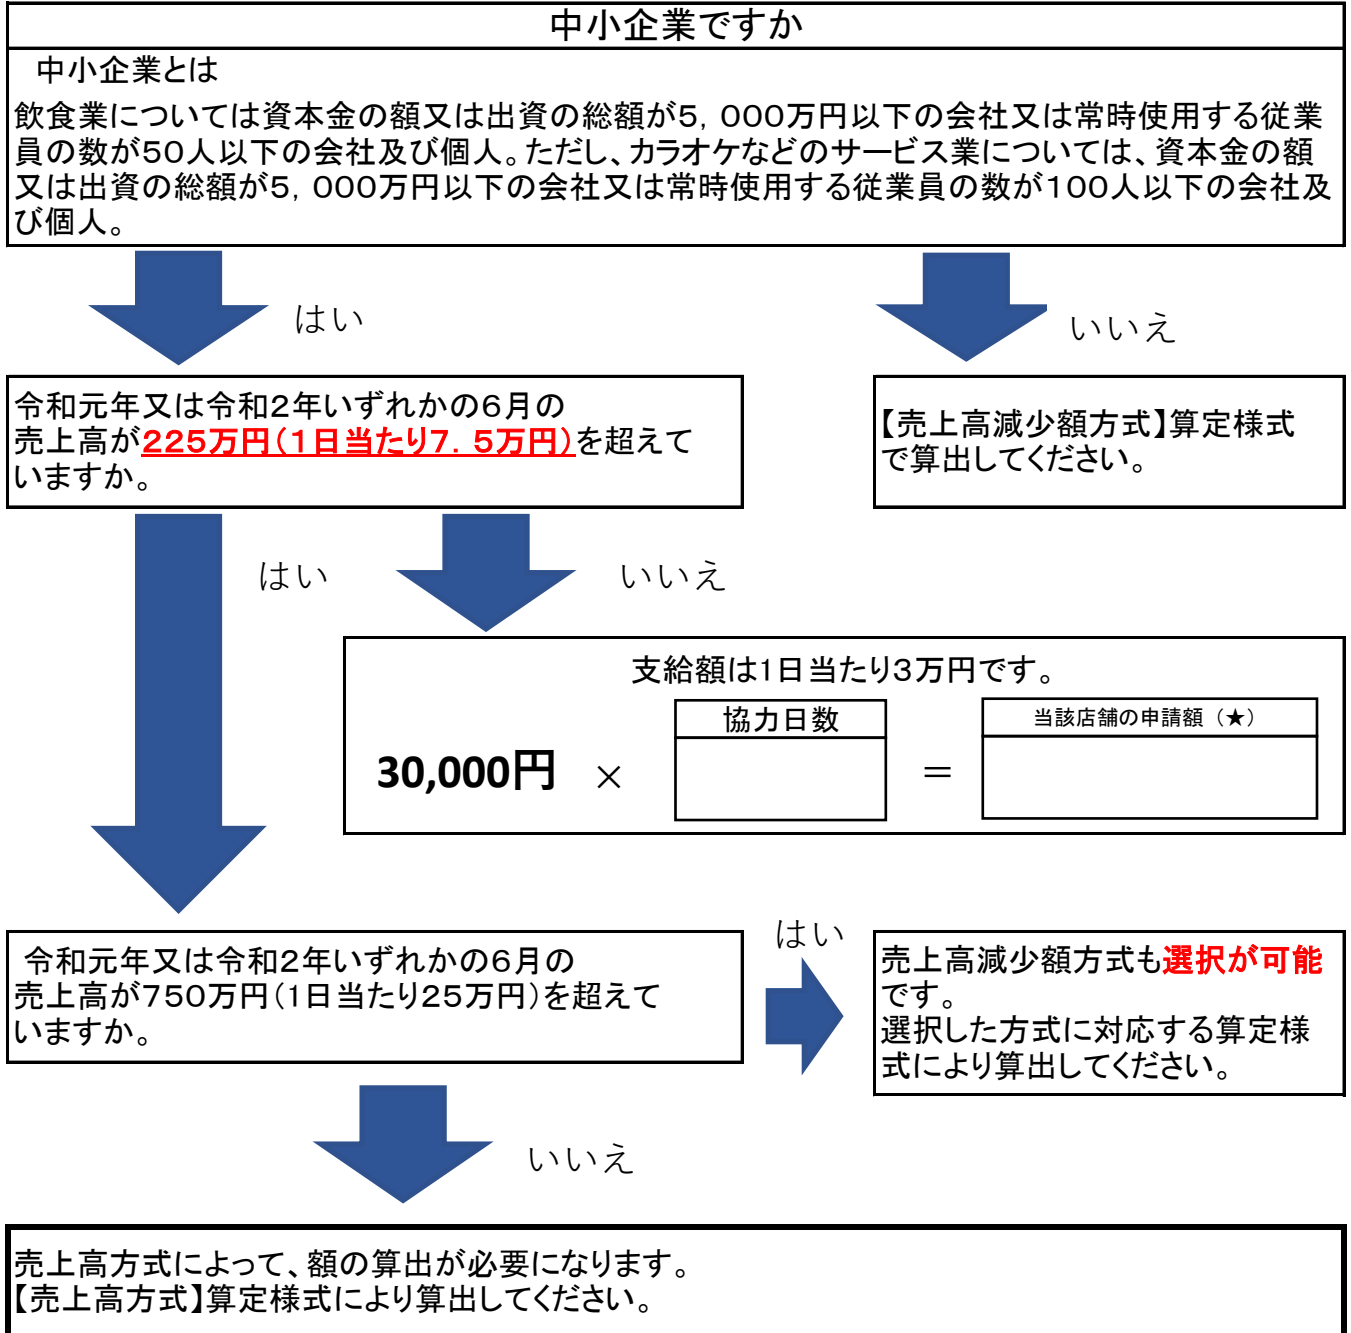 中小企業ですか
中小企業とは
飲食業については資本金の額又は出資の総額が5，000万円以下の会社又は常時使用する従業
員の数が50人以下の会社及び個人。ただし、カラオケなどのサービス業については、資本金の額
又は出資の総額が5，000万円以下の会社又は常時使用する従業員の数が100人以下の会社及
び個人。
はい
いいえ
令和元年又は令和2年いずれかの6月の
売上高が225万円（1日当たり7．5万円）を超えて
いますか。
【売上高減少額方式】算定様式
で算出してください。
はい
いいえ
支給額は1日当たり3万円です。
協力日数
当該店舗の申請額（★）
30,000円 × ＝
令和元年又は令和2年いずれかの6月の
売上高が750万円（1日当たり25万円）を超えて
いますか。
はい
売上高減少額方式も選択が可能
です。
選択した方式に対応する算定様
式により算出してください。
いいえ
売上高方式によって、額の算出が必要になります。
【売上高方式】算定様式により算出してください。